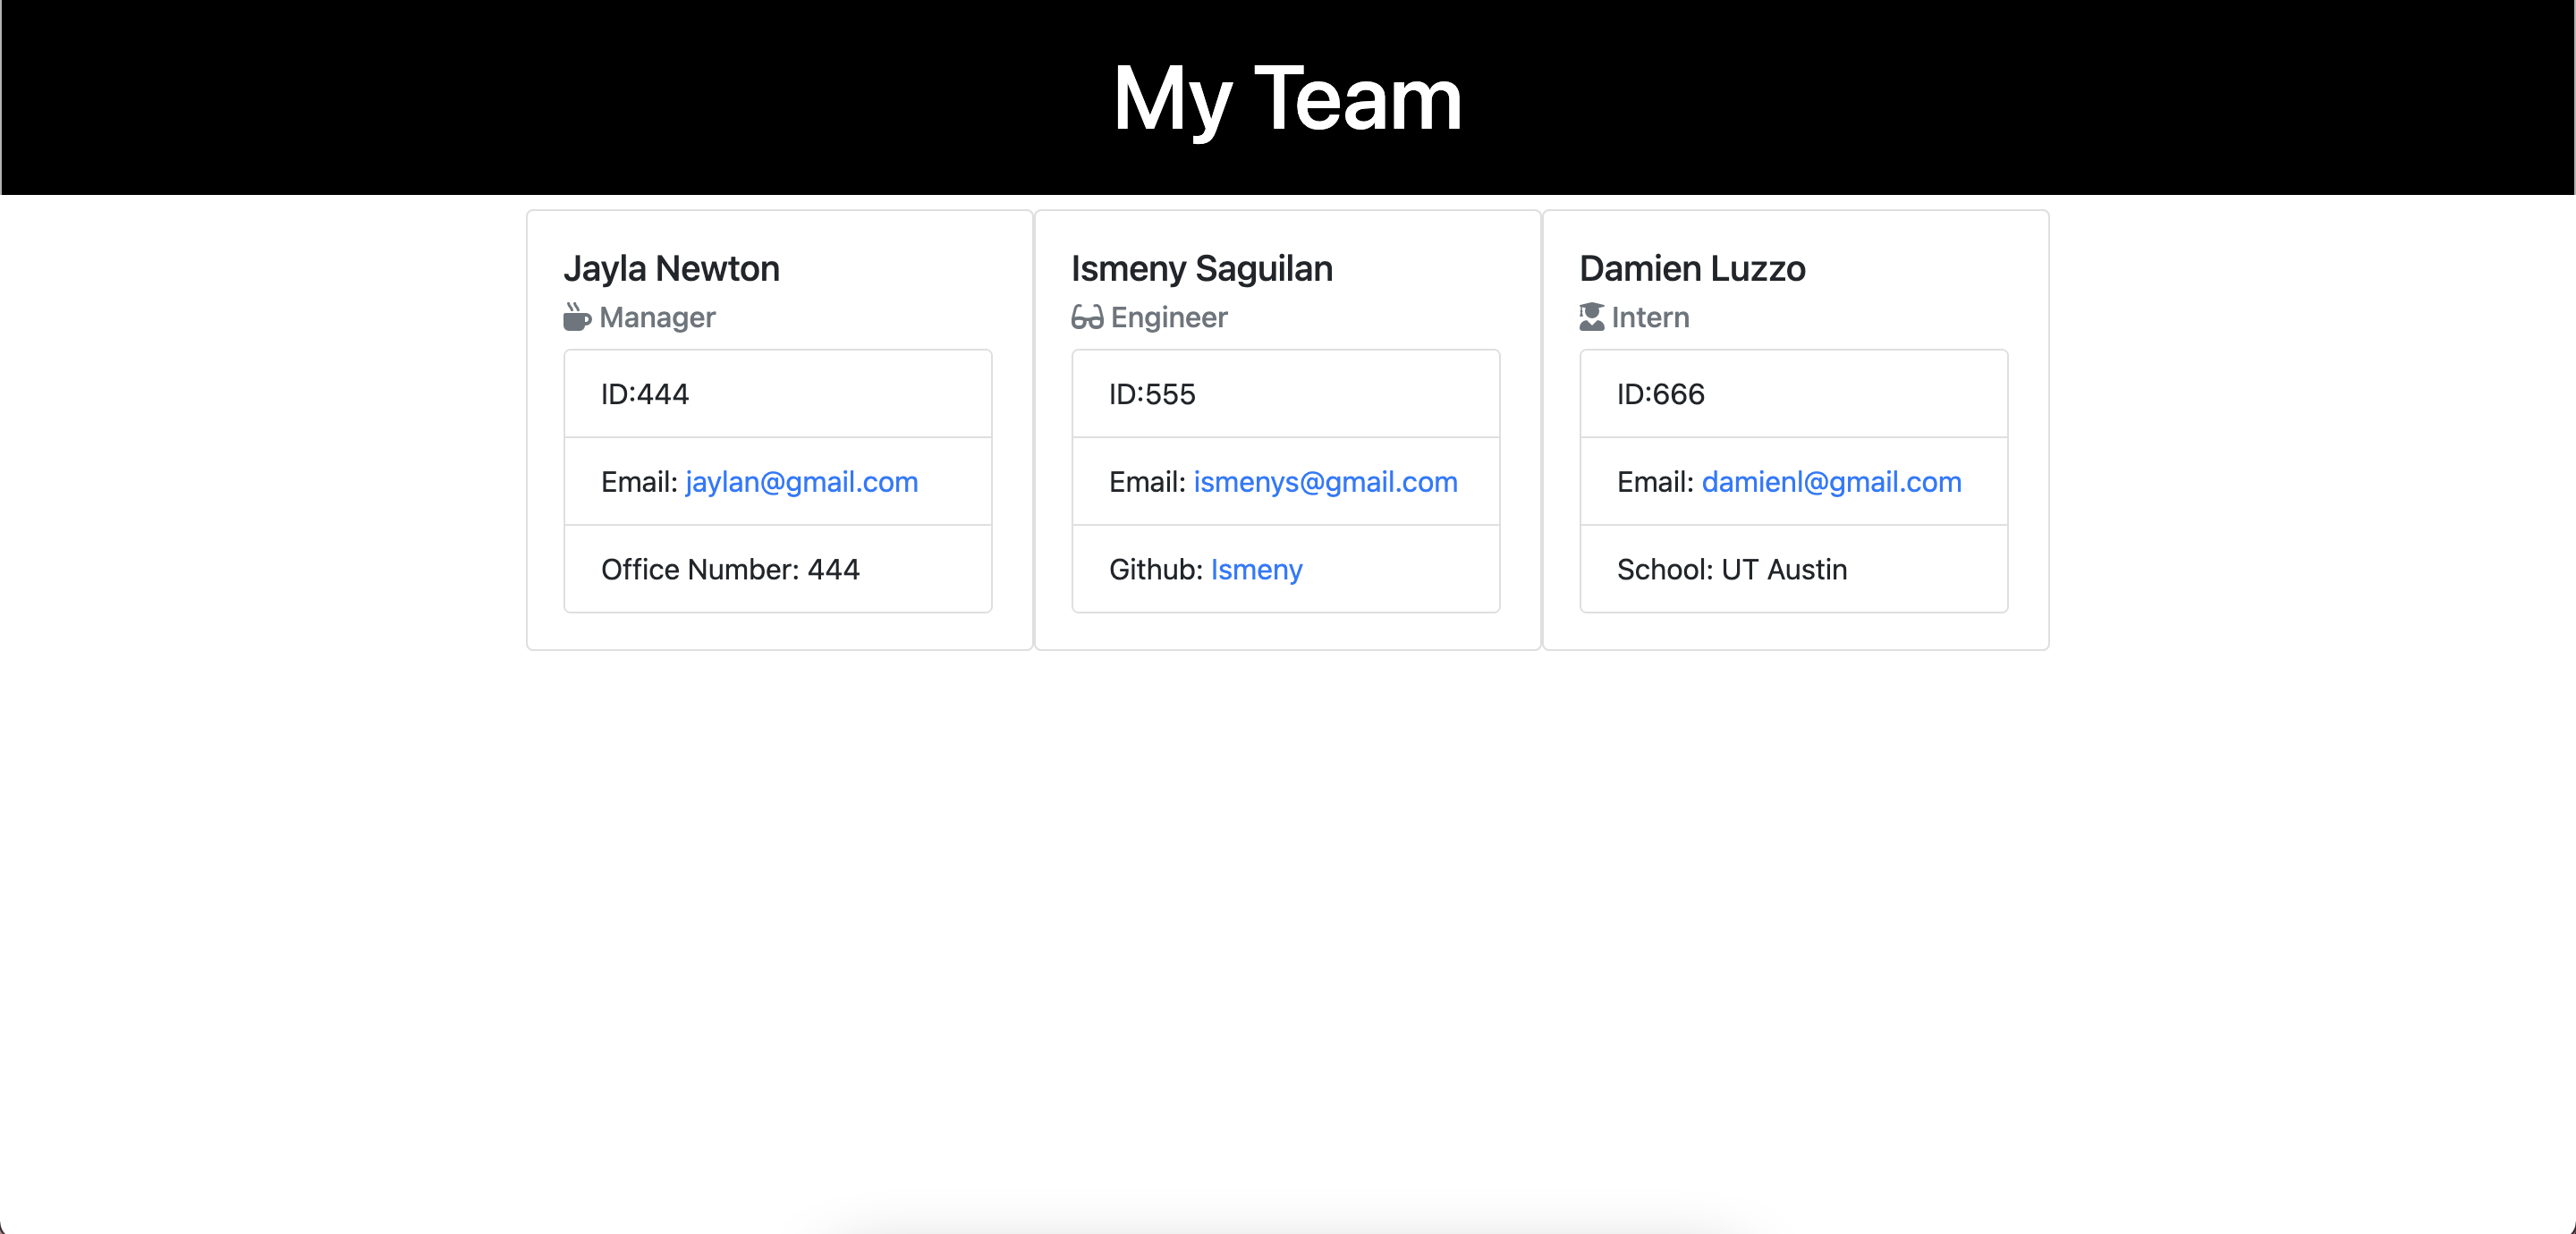 My Team
Jayla Newton
Manager
ID:444
Email: jaylan@gmail.com
Office Number: 444
Ismeny Saguilan
Engineer
ID:555
Email: ismenys@gmail.com
Github: Ismeny
Damien Luzzo
Intern
ID:666
Email: damienl@gmail.com
School: UT Austin